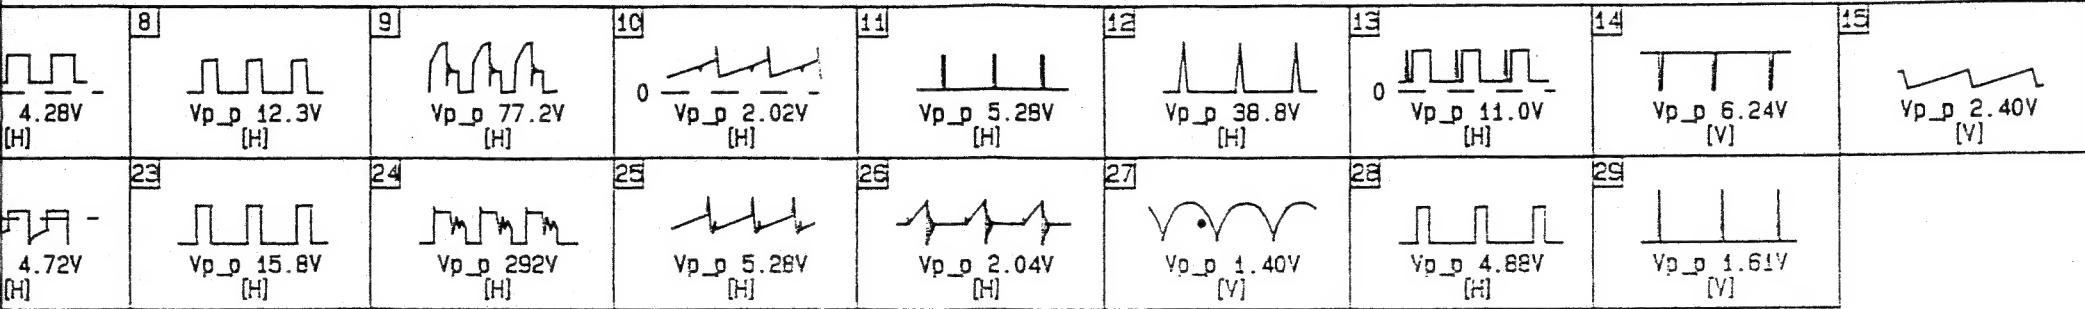 8 9 10 11 12 13 14 15
0 0
4.28V Vp_p 12.3V Vp_p 77.2V Vp_p 2.02V Vp_p 5.28V Vp_p 38.8V Vp_p 11.0V Vp_p 6.24V Vp_p 2.40V
[H] [H] [H] [H] [H] [H] [H] [V] [V]
23 24 25 26 27 28 29
4.72V Vp_p 15.8V Vp_p 292V Vp_p 5.28V Vp_p 2.04V Vp_p 1.40V Vp_p 4.88V Vp_p 1.61V
[H] [H] [H] [H] [H] [V] [H] [V]